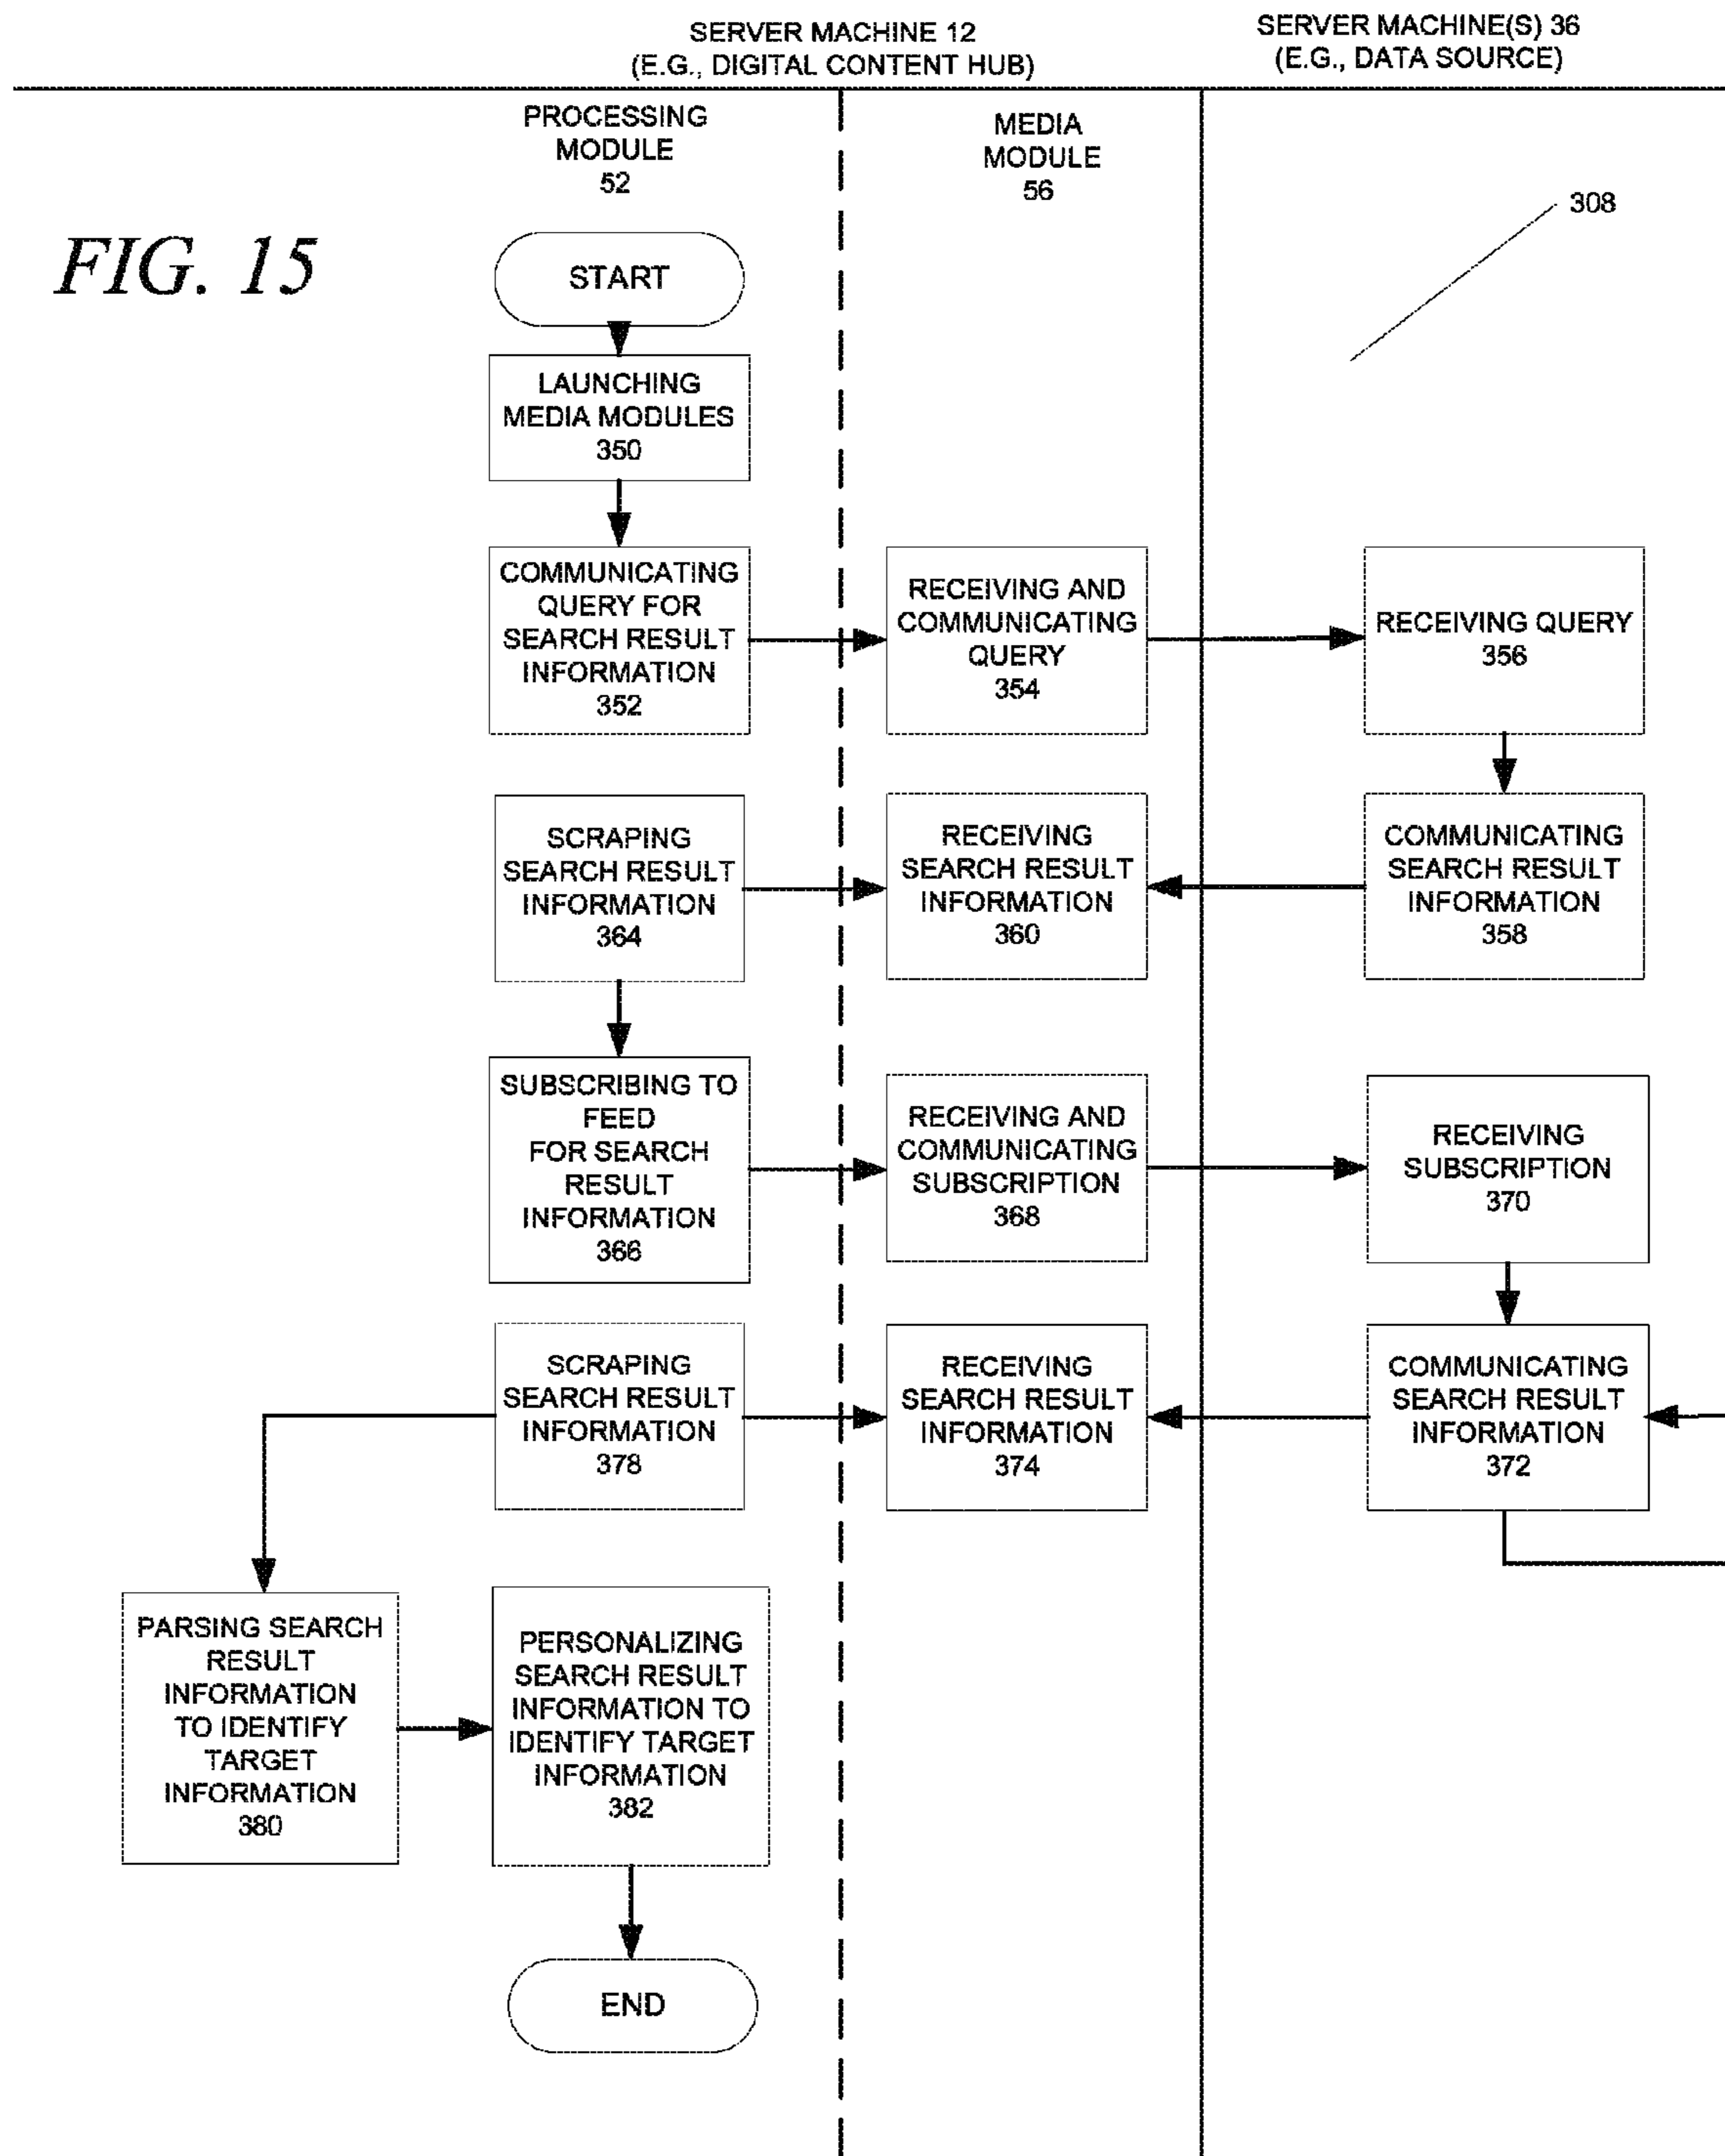 SERVER MACHINE 12
(E.G., DIGITAL CONTENT HUB)
SERVER MACHINE(S) 36
(E.G., DATA SOURCE)
PROCESSING
MODULE
52
MEDIA
MODULE
56
308
FIG. 15
START
LAUNCHING
MEDIA MODULES
350
COMMUNICATING
QUERY FOR
SEARCH RESULT
INFORMATION
352
RECEIVING AND
COMMUNICATING
QUERY
354
RECEIVING QUERY
356
SCRAPING
SEARCH RESULT
INFORMATION
364
RECEIVING
SEARCH RESULT
INFORMATION
360
COMMUNICATING
SEARCH RESULT
INFORMATION
358
SUBSCRIBING TO
FEED
FOR SEARCH
RESULT
INFORMATION
366
RECEIVING AND
COMMUNICATING
SUBSCRIPTION
368
RECEIVING
SUBSCRIPTION
370
SCRAPING
SEARCH RESULT
INFORMATION
378
RECEIVING
SEARCH RESULT
INFORMATION
374
COMMUNICATING
SEARCH RESULT
INFORMATION
372
PARSING SEARCH
RESULT
INFORMATION
TO IDENTIFY
TARGET
INFORMATION
380
PERSONALIZING
SEARCH RESULT
INFORMATION TO
IDENTIFY TARGET
INFORMATION
382
END